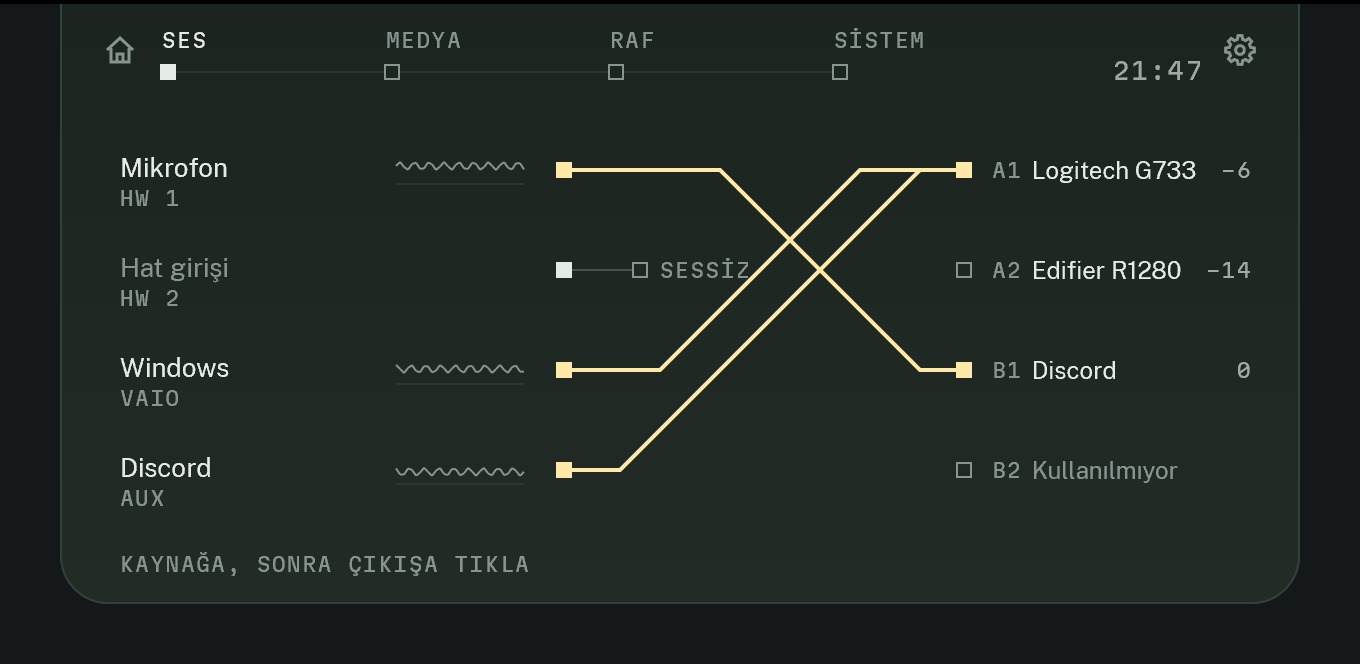 SES MEDYA RAF SİSTEM
21:47
Mikrofon A1 Logitech G733 −6
HW 1
Hat girişi SESSİZ A2 Edifier R1280 −14
HW 2
Windows B1 Discord 0
VAIO
Discord B2 Kullanılmıyor
AUX
KAYNAĞA, SONRA ÇIKIŞA TIKLA